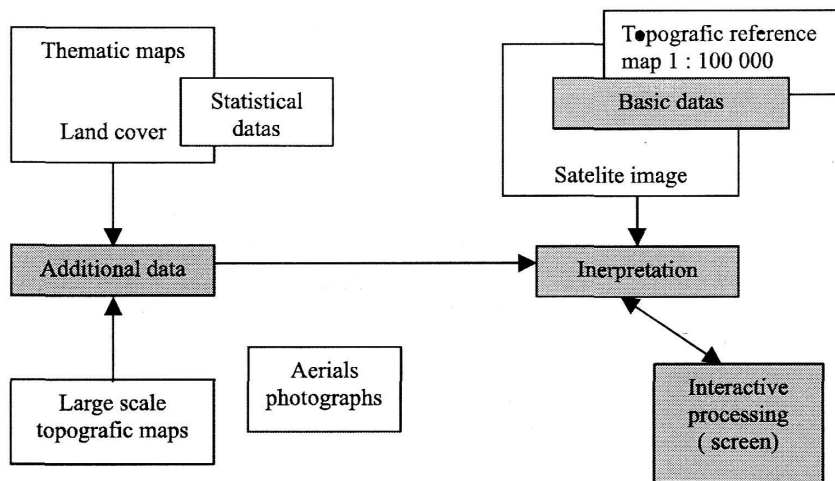 Thematic maps
Land cover
Statistical
datas
Topografic reference
map 1 : 100 000
Basic datas
Satelite image
Additional data
Inerpretation
Aerials
photographs
Large scale
topografic maps
Interactive
processing
( screen)